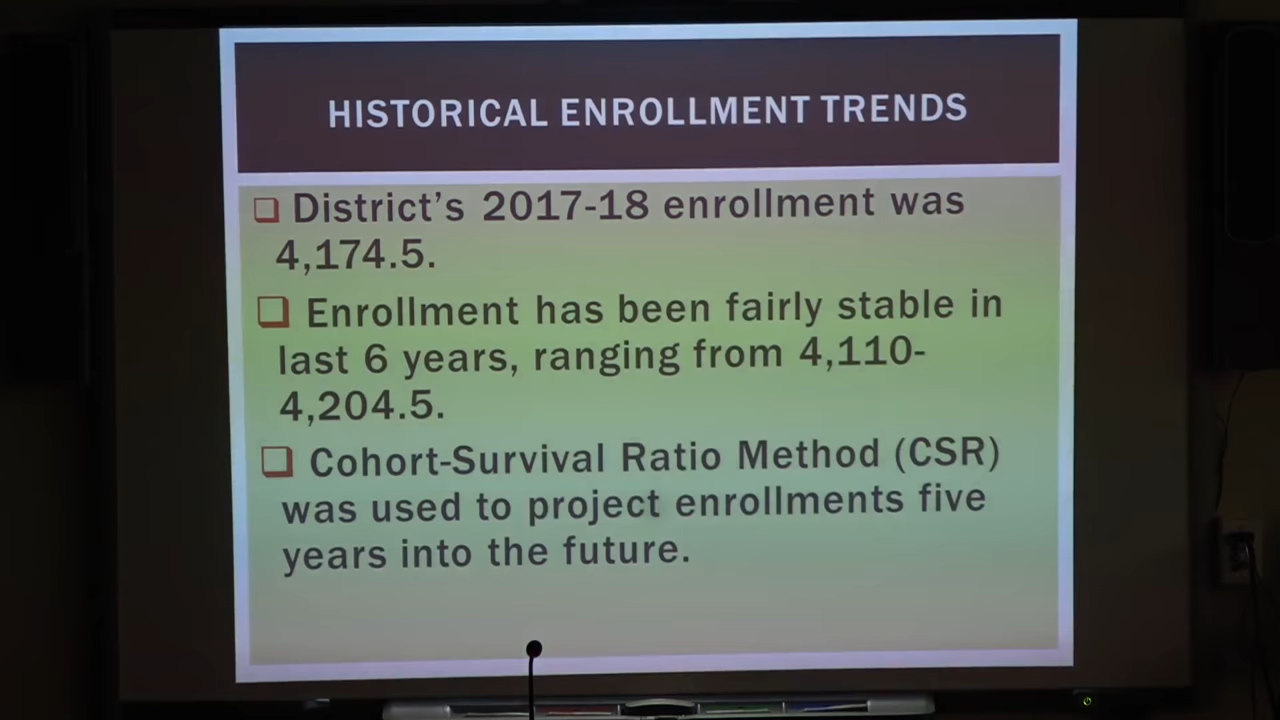 HISTORICAL ENROLLMENT TRENDS
District's 2017-18 enrollment was
4,174.5.
Enrollment has been fairly stable in
last 6 years, ranging from 4,110-
4,204.5.
Cohort-Survival Ratio Method (CSR)
was used to project enrollments five
years into the future.